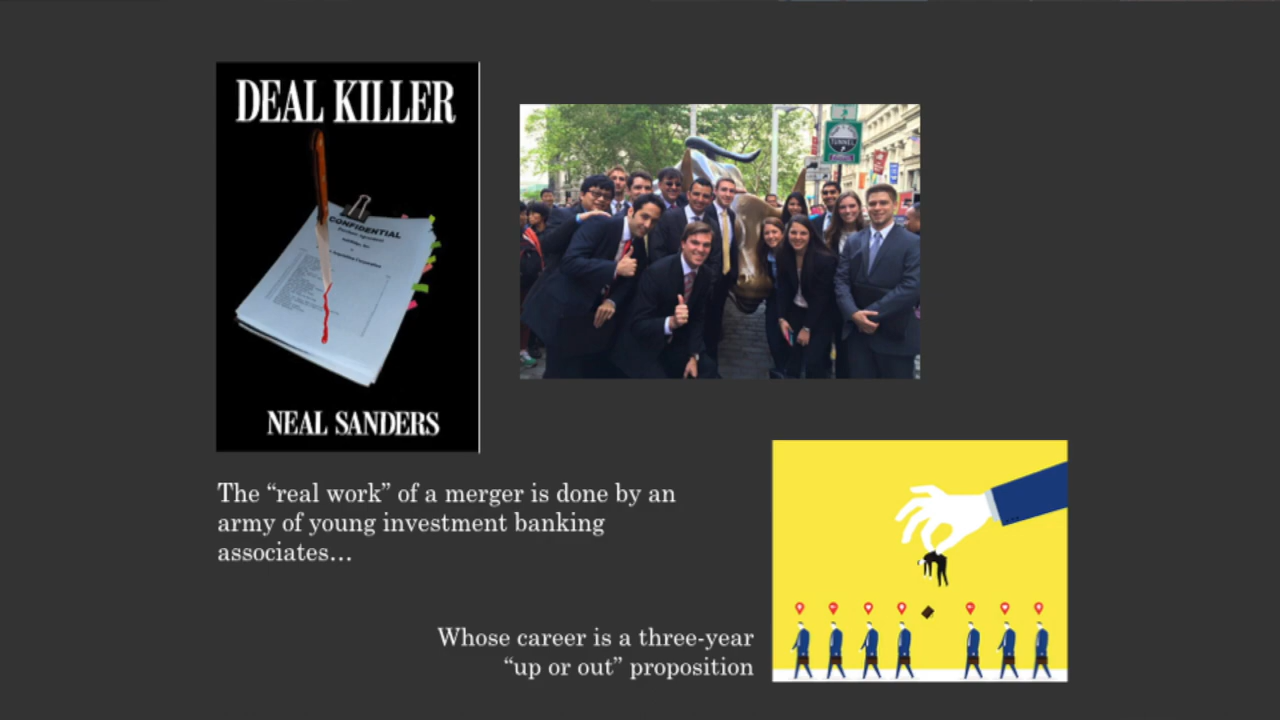 DEAL KILLER
CONFIDENTIAL
NEAL SANDERS
TUNNEL
The “real work” of a merger is done by an
army of young investment banking
associates…
Whose career is a three-year
“up or out” proposition